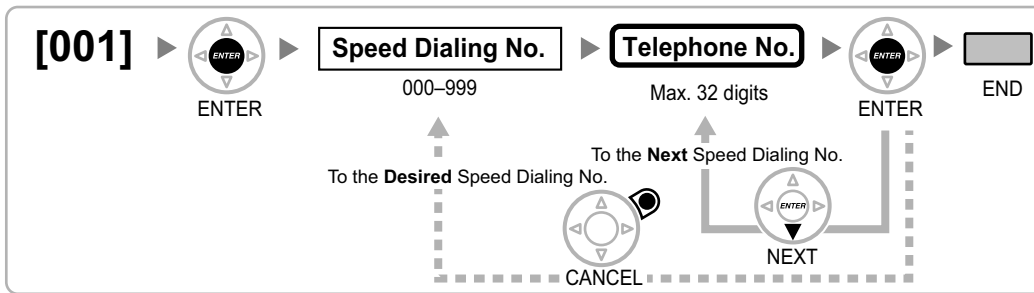 [001]
ENTER
ENTER
Speed Dialing No.
000–999
Telephone No.
Max. 32 digits
ENTER
ENTER
END
To the Next Speed Dialing No.
To the Desired Speed Dialing No.
ENTER
NEXT
CANCEL